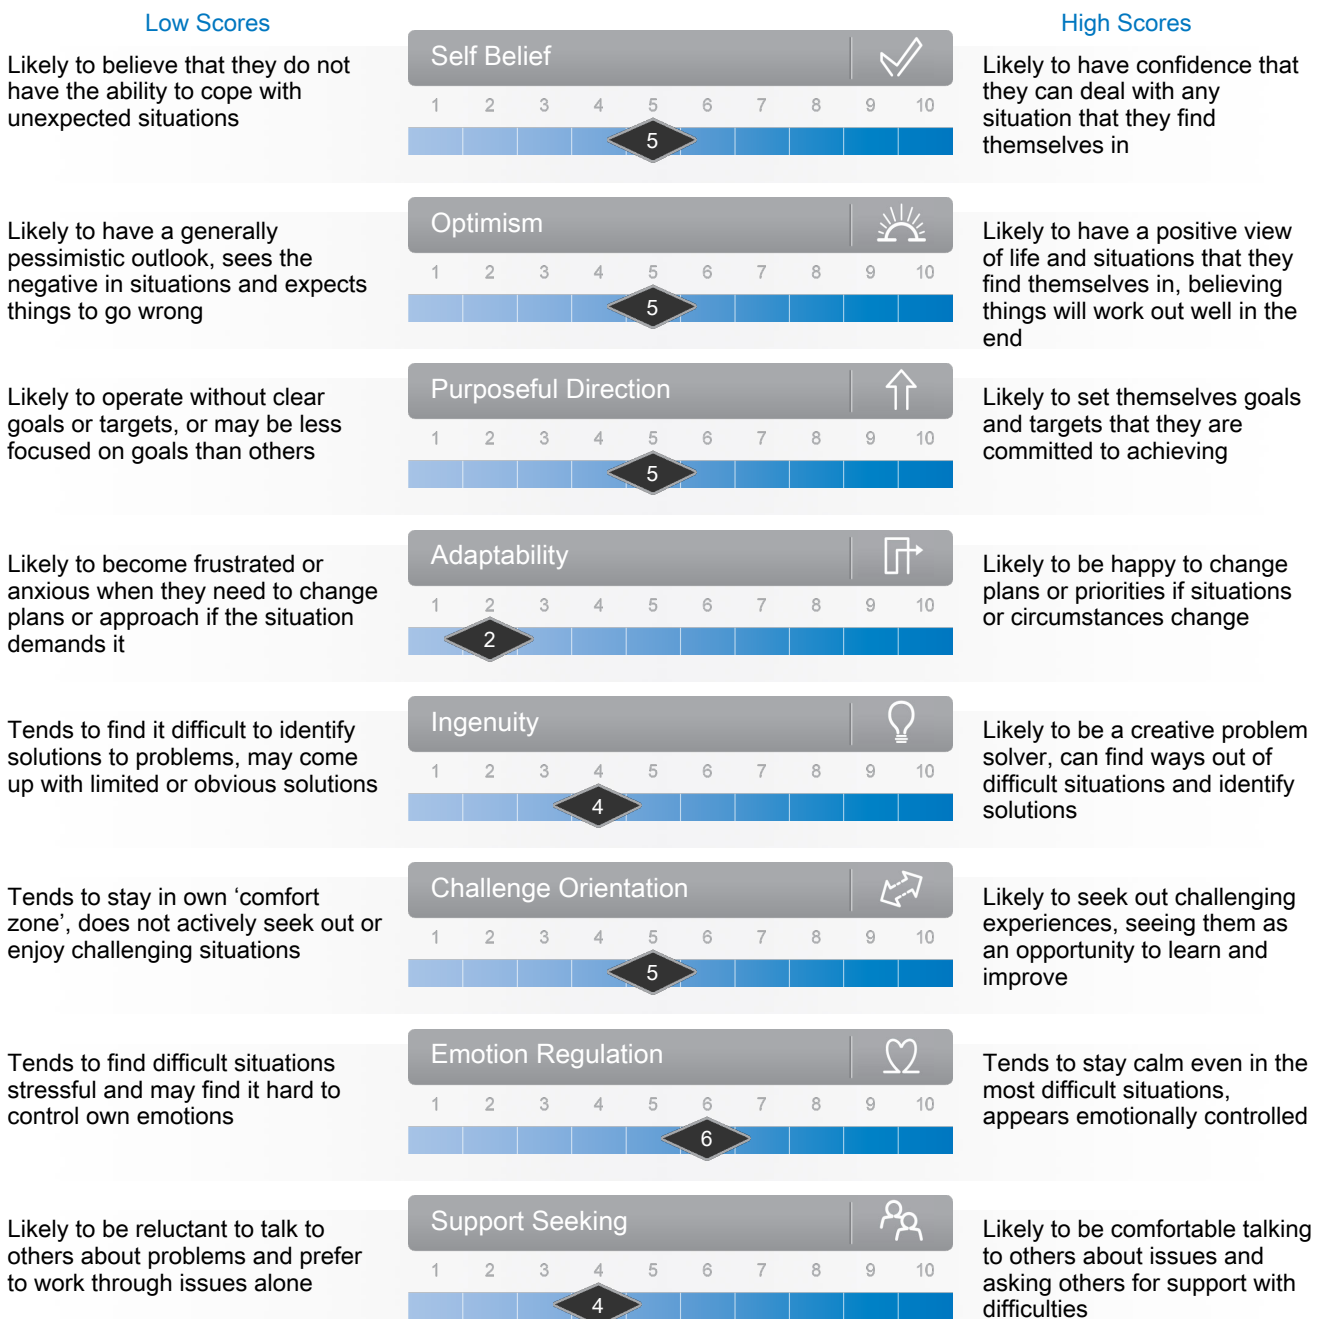 Low Scores
High Scores
Likely to believe that they do not
have the ability to cope with
unexpected situations
Self Belief
1 2 3 4 5 6 7 8 9 10
5
Likely to have confidence that
they can deal with any
situation that they find
themselves in
Likely to have a generally
pessimistic outlook, sees the
negative in situations and expects
things to go wrong
Optimism
1 2 3 4 5 6 7 8 9 10
5
Likely to have a positive view
of life and situations that they
find themselves in, believing
things will work out well in the
end
Likely to operate without clear
goals or targets, or may be less
focused on goals than others
Purposeful Direction
1 2 3 4 5 6 7 8 9 10
5
Likely to set themselves goals
and targets that they are
committed to achieving
Likely to become frustrated or
anxious when they need to change
plans or approach if the situation
demands it
Adaptability
1 2 3 4 5 6 7 8 9 10
2
Likely to be happy to change
plans or priorities if situations
or circumstances change
Tends to find it difficult to identify
solutions to problems, may come
up with limited or obvious solutions
Ingenuity
1 2 3 4 5 6 7 8 9 10
4
Likely to be a creative problem
solver, can find ways out of
difficult situations and identify
solutions
Tends to stay in own ‘comfort
zone’, does not actively seek out or
enjoy challenging situations
Challenge Orientation
1 2 3 4 5 6 7 8 9 10
5
Likely to seek out challenging
experiences, seeing them as
an opportunity to learn and
improve
Tends to find difficult situations
stressful and may find it hard to
control own emotions
Emotion Regulation
1 2 3 4 5 6 7 8 9 10
6
Tends to stay calm even in the
most difficult situations,
appears emotionally controlled
Likely to be reluctant to talk to
others about problems and prefer
to work through issues alone
Support Seeking
1 2 3 4 5 6 7 8 9 10
4
Likely to be comfortable talking
to others about issues and
asking others for support with
difficulties